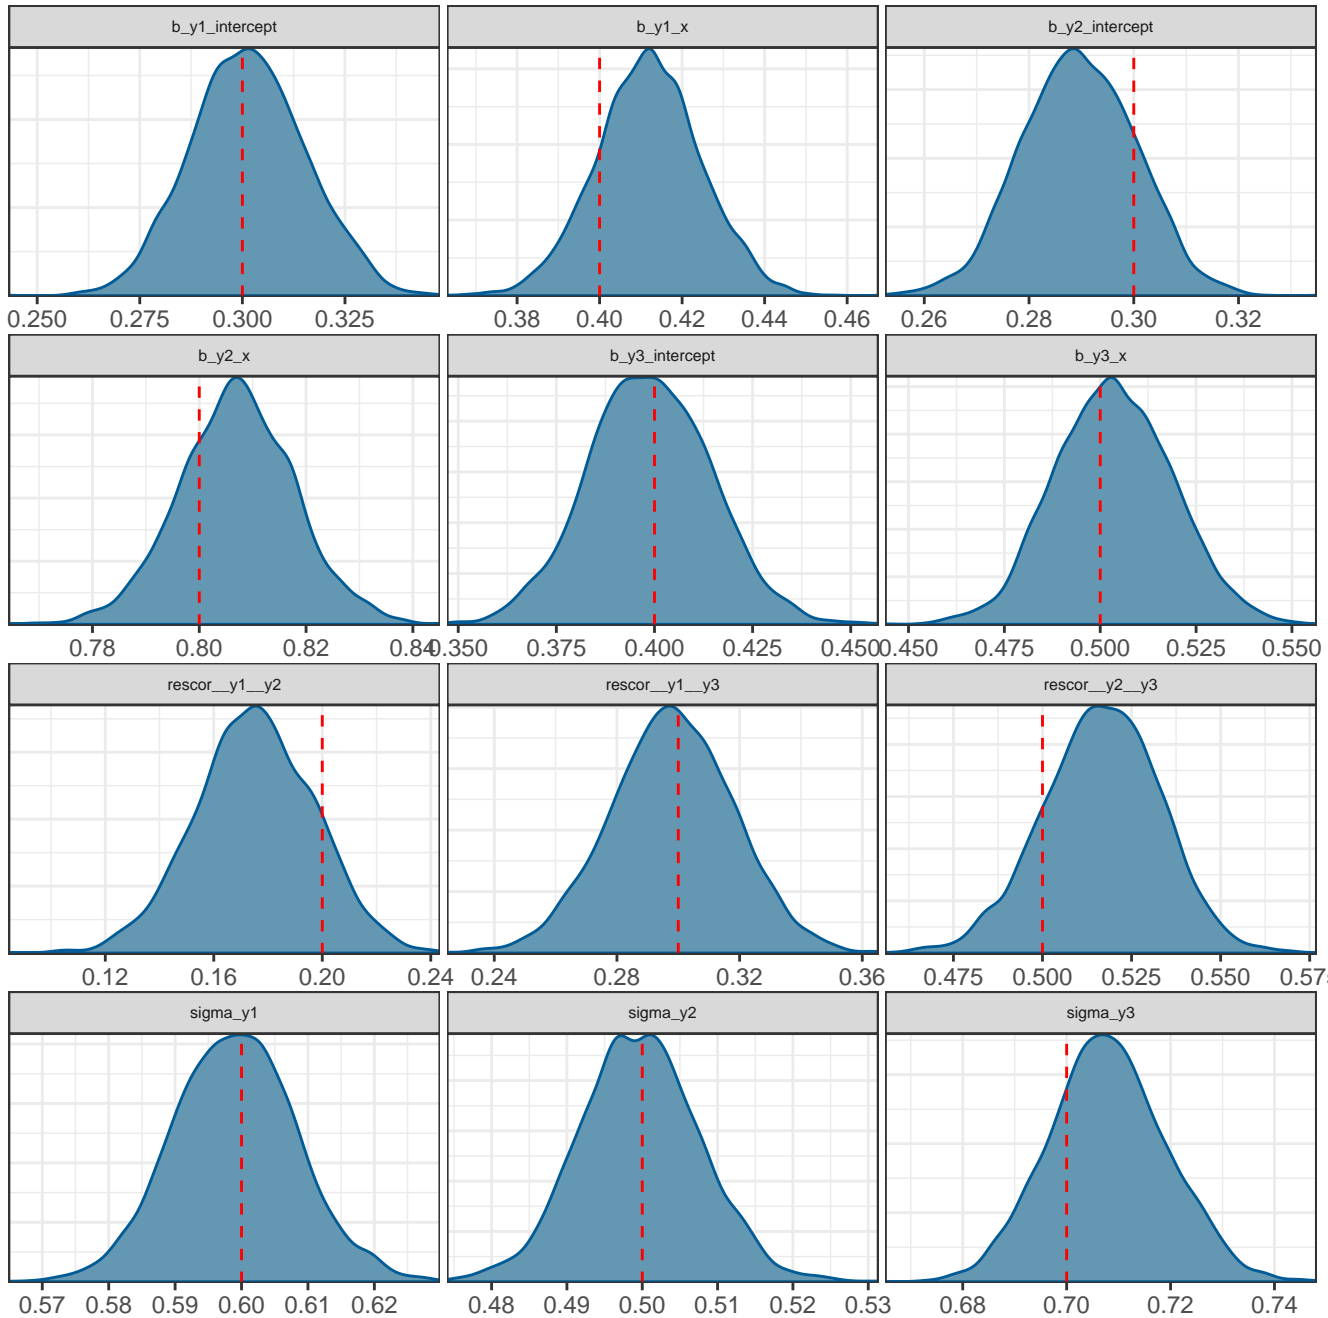 b_y1_intercept b_y1_x b_y2_intercept
0.250 0.275 0.300 0.325 0.38 0.40 0.42 0.44 0.46 0.26 0.28 0.30 0.32
b_y2_x b_y3_intercept b_y3_x
0.78 0.80 0.82 0.84 0.350 0.375 0.400 0.425 0.450 0.450 0.475 0.500 0.525 0.550
rescor__y1__y2 rescor__y1__y3 rescor__y2__y3
0.12 0.16 0.20 0.24 0.24 0.28 0.32 0.36 0.475 0.500 0.525 0.550 0.57
sigma_y1 sigma_y2 sigma_y3
0.57 0.58 0.59 0.60 0.61 0.62 0.48 0.49 0.50 0.51 0.52 0.53 0.68 0.70 0.72 0.74